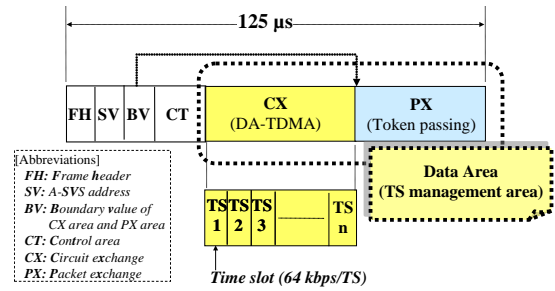 125 µs
FH SV BV CT
CX
(DA-TDMA)
PX
(Token passing)
[Abbreviations]
FH: Frame header
SV: A-SVS address
BV: Boundary value of
CX area and PX area
CT: Control area
CX: Circuit exchange
PX: Packet exchange
Data Area
(TS management area)
TS TS TS TS
1 2 3 n
Time slot (64 kbps/TS)